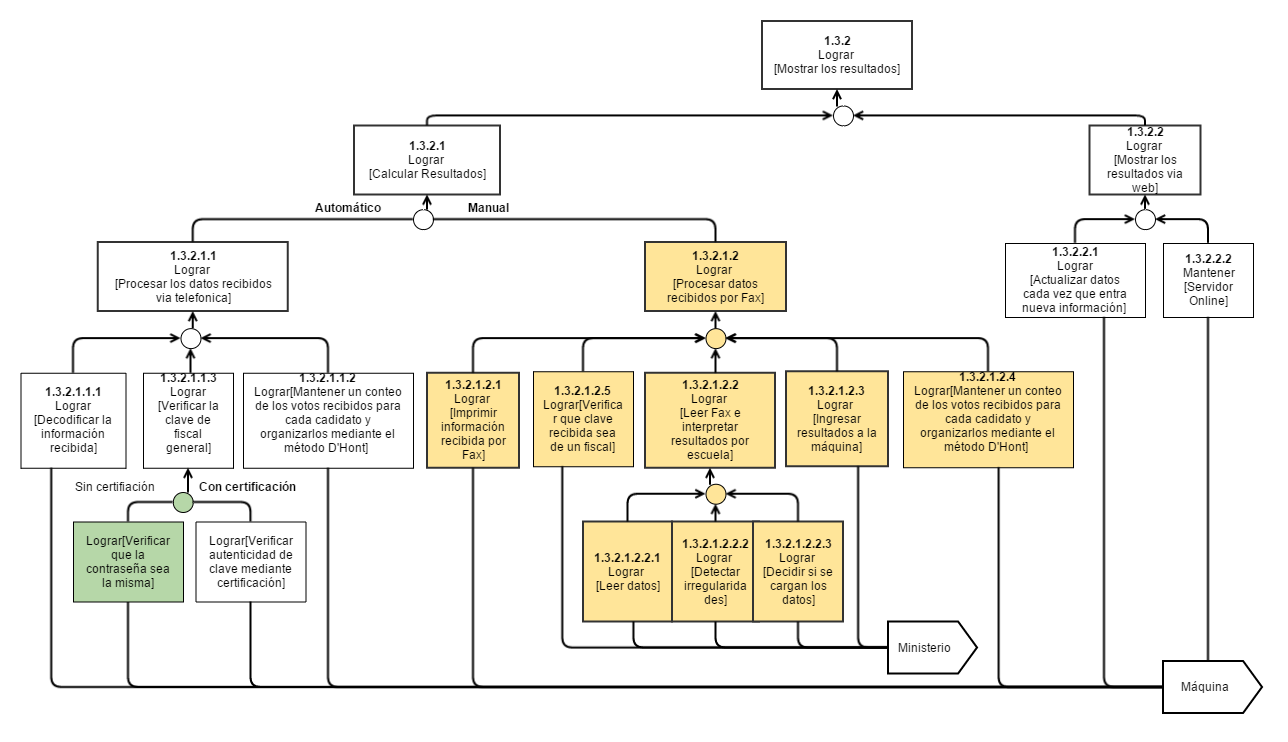 1.3.2
Lograr
[Mostrar los resultados]
1.3.2.1
Lograr
[Calcular Resultados]
1.3.2.2
Lograr
[Mostrar los
resultados via
web]
Automático
Manual
1.3.2.1.1
Lograr
[Procesar los datos recibidos
via telefonica]
1.3.2.1.2
Lograr
[Procesar datos
recibidos por Fax]
1.3.2.2.1
Lograr
[Actualizar datos
cada vez que entra
nueva información]
1.3.2.2.2
Mantener
[Servidor
Online]
1.3.2.1.1.1
Lograr
[Decodificar la
información
recibida]
1.3.2.1.1.3
Lograr
[Verificar la
clave de
fiscal
general]
1.3.2.1.1.2
Lograr[Mantener un conteo
de los votos recibidos para
cada cadidato y
organizarlos mediante el
método D'Hont]
1.3.2.1.2.1
Lograr
[Imprimir
información
recibida por
Fax]
1.3.2.1.2.5
Lograr[Verifica
r que clave
recibida sea
de un fiscal]
1.3.2.1.2.2
Lograr
[Leer Fax e
interpretar
resultados por
escuela]
1.3.2.1.2.3
Lograr
[Ingresar
resultados a la
máquina]
1.3.2.1.2.4
Lograr[Mantener un conteo
de los votos recibidos para
cada cadidato y
organizarlos mediante el
método D'Hont]
Sin certifiación
Con certificación
Lograr[Verificar
que la
contraseña sea
la misma]
Lograr[Verificar
autenticidad de
clave mediante
certificación]
1.3.2.1.2.2.1
Lograr
[Leer datos]
1.3.2.1.2.2.2
Lograr
[Detectar
irregularida
des]
1.3.2.1.2.2.3
Lograr
[Decidir si se
cargan los
datos]
Ministerio
Máquina